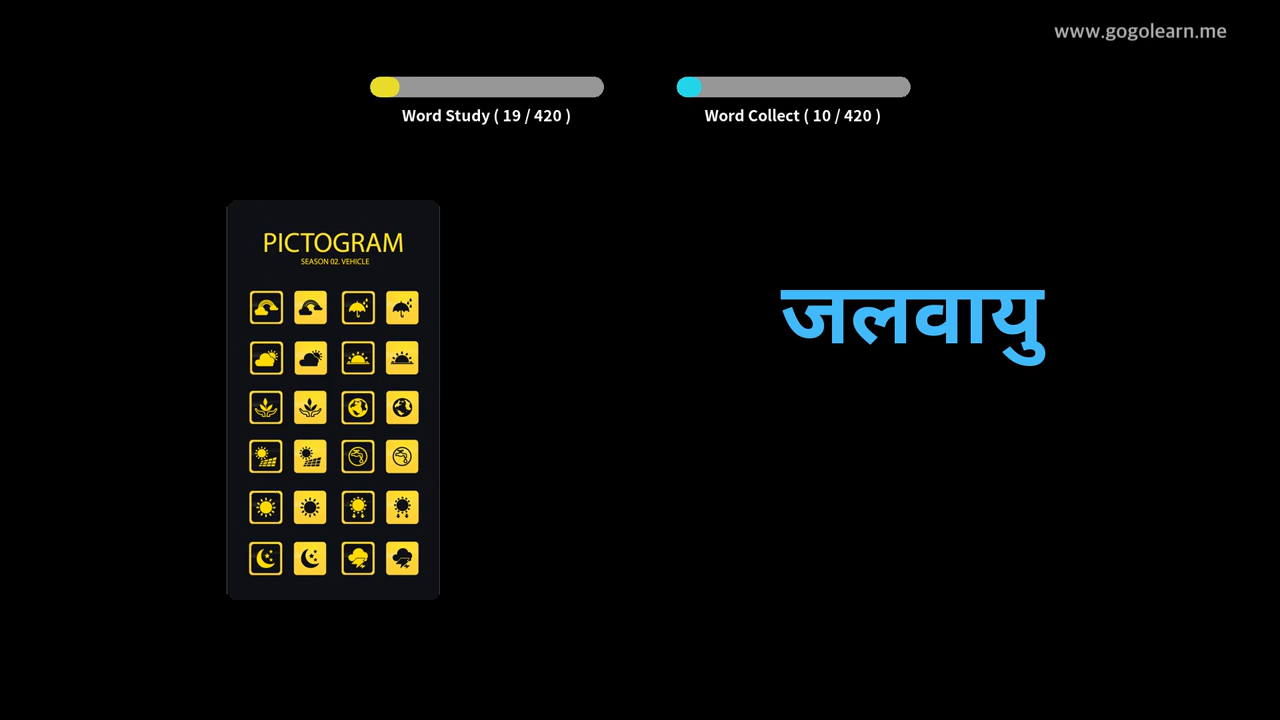 www.gogolearn.me
Word Study ( 19 / 420 )
Word Collect ( 10 / 420 )
PICTOGRAM
SEASON 02. VEHICLE
जलवायु